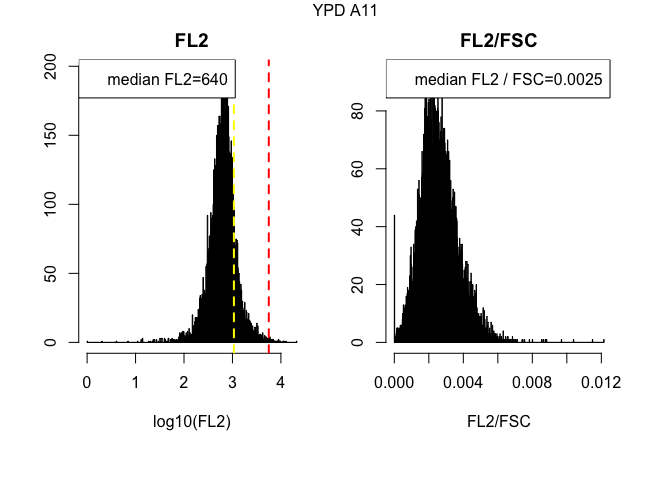 YPD A11
FL2
median FL2=640
200
150
100
50
0
0 1 2 3 4
log10(FL2)
FL2/FSC
median FL2 / FSC=0.0025
80
60
40
20
0
0.000 0.004 0.008 0.012
FL2/FSC